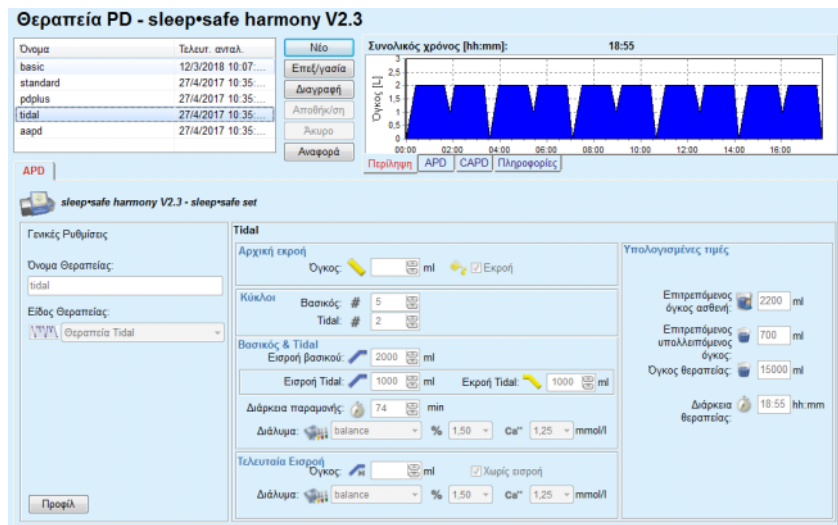 Θεραπεία PD - sleep•safe harmony V2.3
Όνομα Τελευτ. ανταλ.
basic 12/3/2018 10:07:...
standard 27/4/2017 10:35:...
pdplus 27/4/2017 10:35:...
tidal 27/4/2017 10:35:...
aapd 27/4/2017 10:35:...
Νέο
Επεξ/γασία
Διαγραφή
Αποθήκ/ση
Άκυρο
Αναφορά
Συνολικός χρόνος [hh:mm]: 18:55
Όγκος [L]
3
2,5
2
1,5
1
0,5
0
00:00 02:00 04:00 06:00 08:00 10:00 12:00 14:00 16:00
Περίληψη APD CAPD Πληροφορίες
APD
sleep•safe harmony V2.3 - sleep•safe set
Γενικές Ρυθμίσεις
Όνομα Θεραπείας:
tidal
Είδος Θεραπείας:
Θεραπεία Tidal
Προφίλ
Tidal
Αρχική εκροή
Όγκος: ml Εκροή
Κύκλοι
Βασικός: # 5
Tidal: # 2
Βασικός & Tidal
Εισροή βασικού: 2000 ml
Εισροή Tidal: 1000 ml Εκροή Tidal: 1000 ml
Διάρκεια παραμονής: 74 min
Διάλυμα: balance % 1,50 Ca⁺⁺ 1,25 mmol/l
Τελευταία Εισροή
Όγκος: ml Χωρίς εισροή
Διάλυμα: balance % 1,50 Ca⁺⁺ 1,25 mmol/l
Υπολογισμένες τιμές
Επιτρεπόμενος
όγκος ασθενή: 2200 ml
Επιτρεπόμενος
υπολλειπόμενος
όγκος: 700 ml
Όγκος θεραπείας: 15000 ml
Διάρκεια
θεραπείας: 18:55 hh:mm